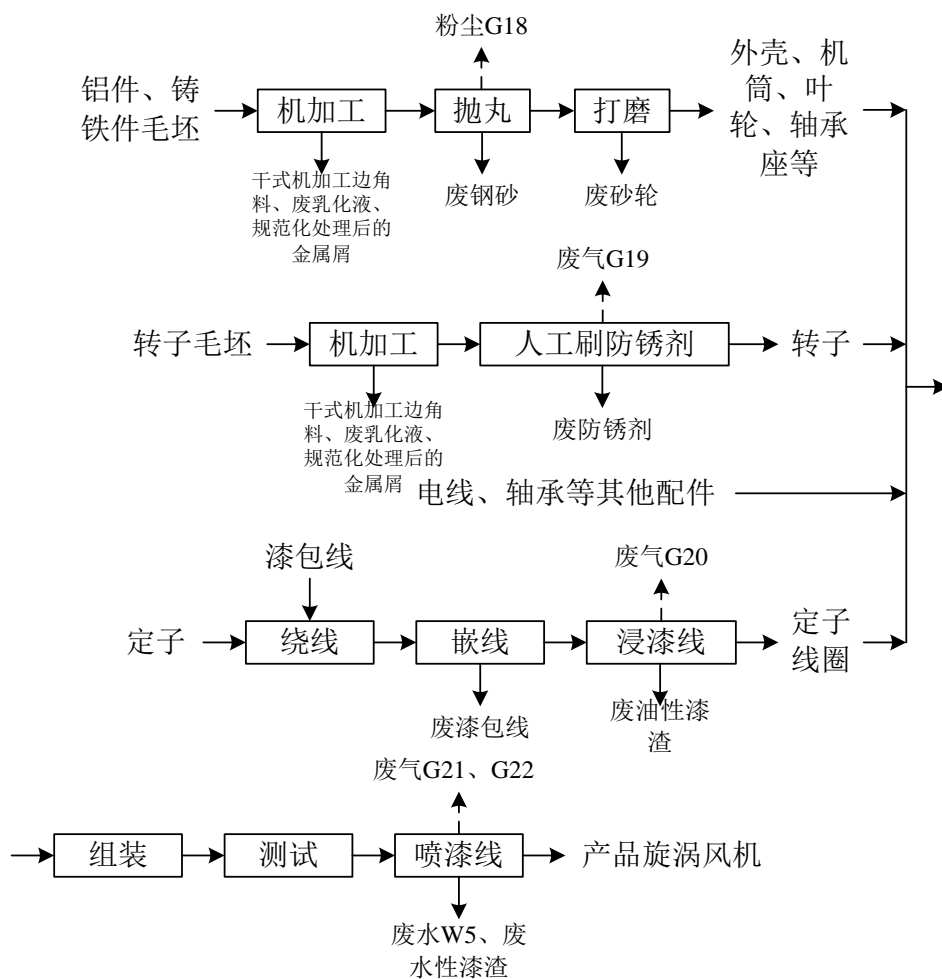 粉尘G18
铝件、铸
铁件毛坯
机加工
抛丸
打磨
外壳、机
筒、叶
轮、轴承
座等
干式机加工边角
料、废乳化液、
规范化处理后的
金属屑
废钢砂
废砂轮
废气G19
转子毛坯
机加工
人工刷防锈剂
转子
干式机加工边角
料、废乳化液、
规范化处理后的
金属屑
废防锈剂
电线、轴承等其他配件
漆包线
废气G20
定子
绕线
嵌线
浸漆线
定子
线圈
废漆包线
废油性漆
渣
废气G21、G22
组装
测试
喷漆线
产品旋涡风机
废水W5、废
水性漆渣